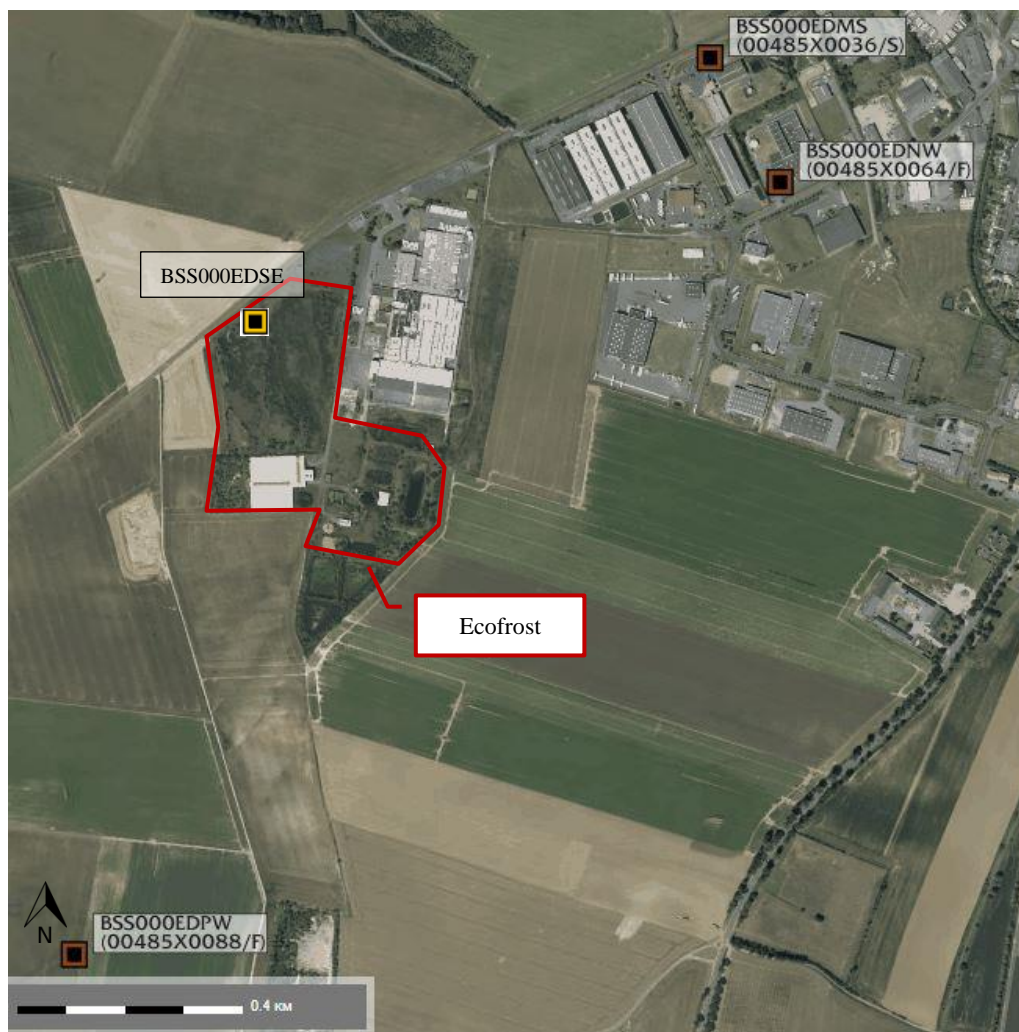 BSS000EDMS
(00485X0036/S)
BSS000EDNW
(00485X0064/F)
BSS000EDSE
Ecofrost
BSS000EDPW
(00485X0088/F)
N
0.4 км